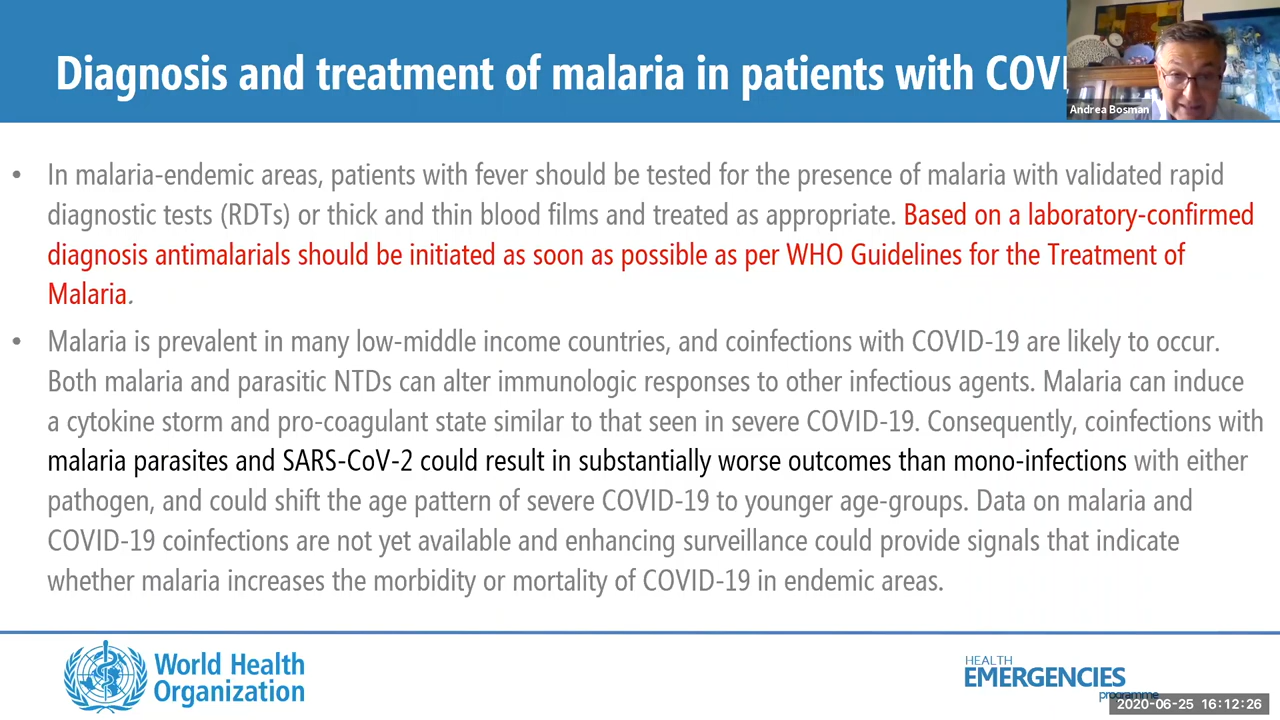 Diagnosis and treatment of malaria in patients with COV
Andrea Bosman
• In malaria-endemic areas, patients with fever should be tested for the presence of malaria with validated rapid
diagnostic tests (RDTs) or thick and thin blood films and treated as appropriate. Based on a laboratory-confirmed
diagnosis antimalarials should be initiated as soon as possible as per WHO Guidelines for the Treatment of
Malaria.
• Malaria is prevalent in many low-middle income countries, and coinfections with COVID-19 are likely to occur.
Both malaria and parasitic NTDs can alter immunologic responses to other infectious agents. Malaria can induce
a cytokine storm and pro-coagulant state similar to that seen in severe COVID-19. Consequently, coinfections with
malaria parasites and SARS-CoV-2 could result in substantially worse outcomes than mono-infections with either
pathogen, and could shift the age pattern of severe COVID-19 to younger age-groups. Data on malaria and
COVID-19 coinfections are not yet available and enhancing surveillance could provide signals that indicate
whether malaria increases the morbidity or mortality of COVID-19 in endemic areas.
World Health
Organization
HEALTH
EMERGENCIES
programme
2020-06-25 16:12:26